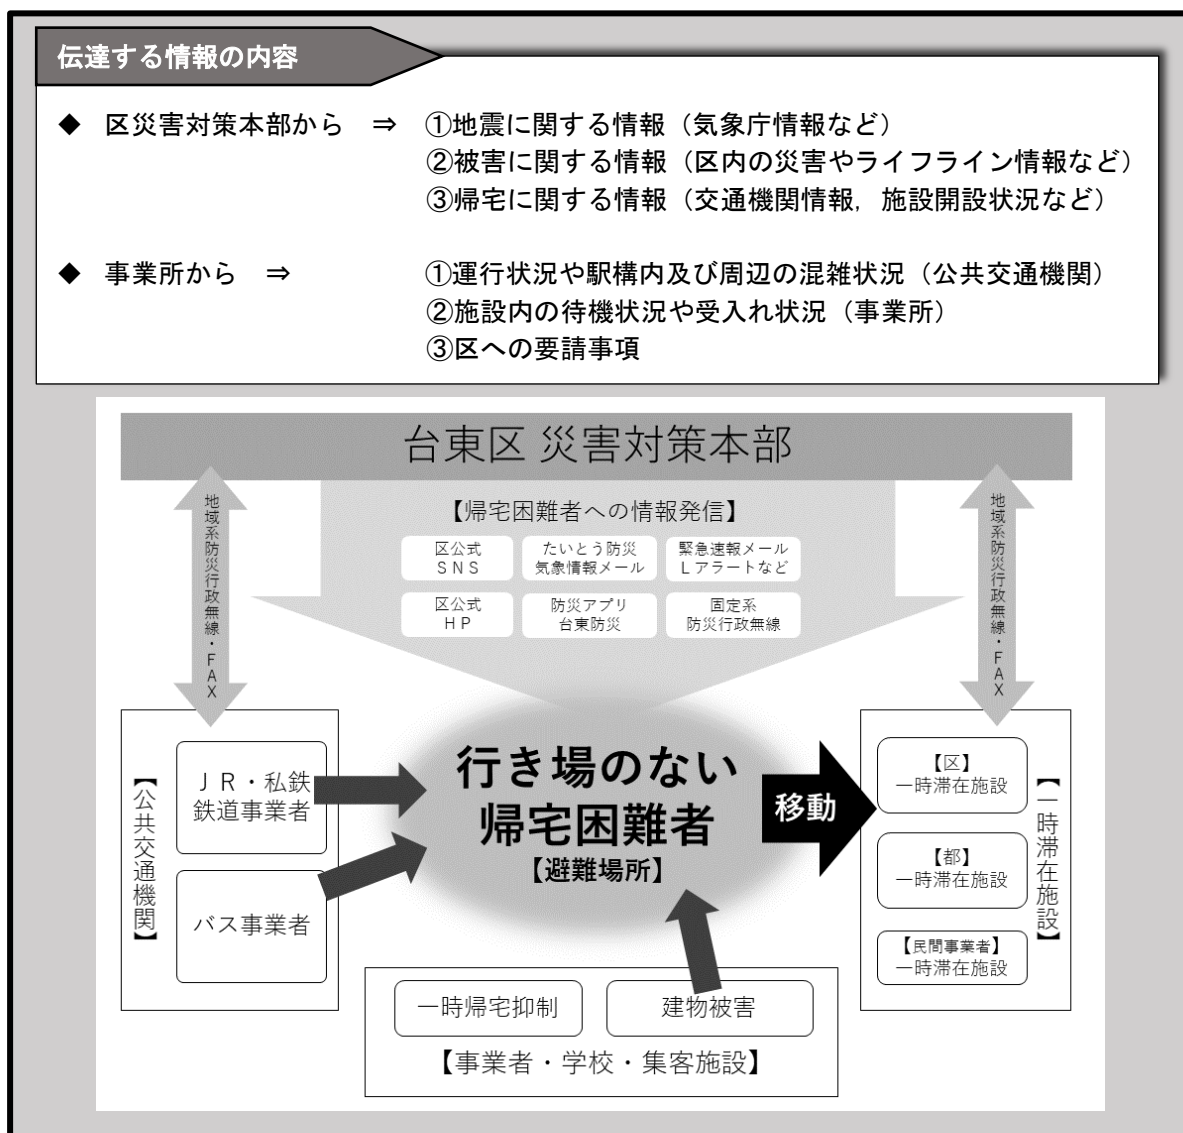 伝達する情報の内容
◆ 区災害対策本部から ⇒ ①地震に関する情報（気象庁情報など）
②被害に関する情報（区内の災害やライフライン情報など）
③帰宅に関する情報（交通機関情報，施設開設状況など）
◆ 事業所から ⇒ ①運行状況や駅構内及び周辺の混雑状況（公共交通機関）
②施設内の待機状況や受入れ状況（事業所）
③区への要請事項
台東区 災害対策本部
地域系防災行政無線・FAX
【帰宅困難者への情報発信】
区公式
ＳＮＳ
たいとう防災
気象情報メール
緊急速報メール
Ｌアラートなど
区公式
ＨＰ
防災アプリ
台東防災
固定系
防災行政無線
地域系防災行政無線・FAX
【公共交通機関】
ＪＲ・私鉄
鉄道事業者
バス事業者
行き場のない
帰宅困難者
【避難場所】
移動
【区】
一時滞在施設
【都】
一時滞在施設
【民間事業者】
一時滞在施設
【一時滞在施設】
一時帰宅抑制
建物被害
【事業者・学校・集客施設】